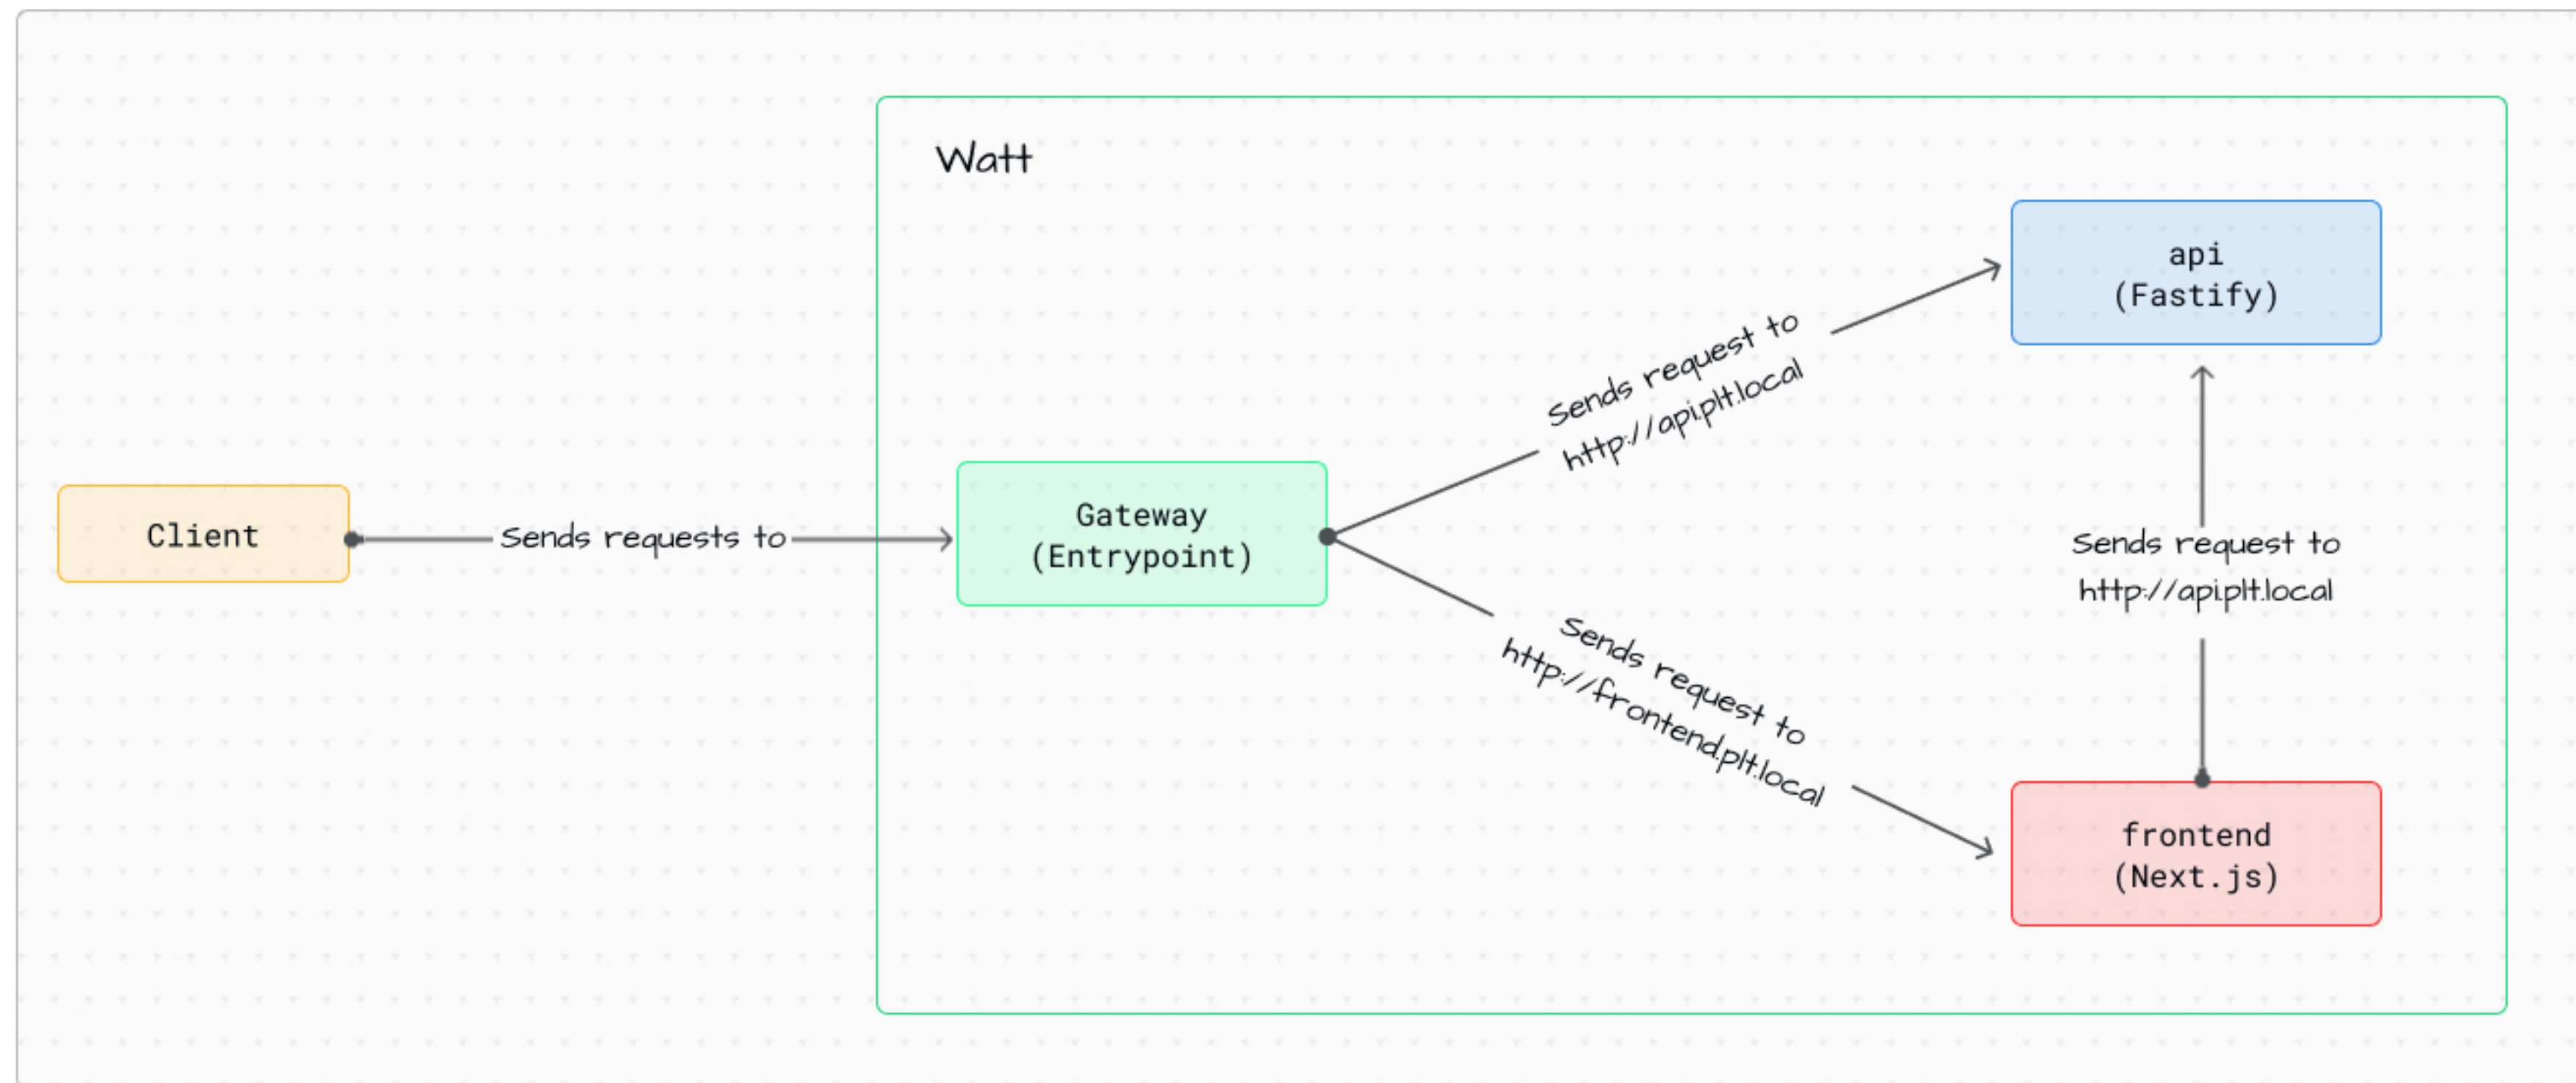 Watt
api
(Fastify)
Sends request to
http://api.plt.local
Client
Sends requests to
Gateway
(Entrypoint)
Sends request to
http://api.plt.local
Sends request to
http://frontend.plt.local
frontend
(Next.js)